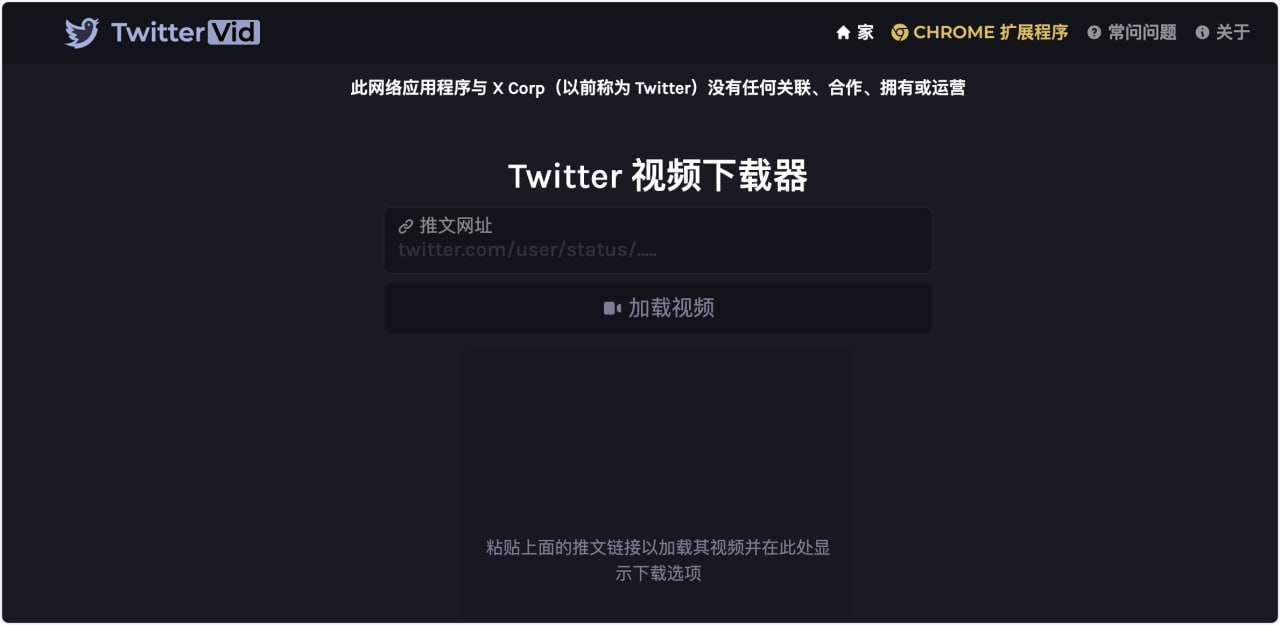 TwitterVid
家 CHROME 扩展程序 常问问题 关于
此网络应用程序与 X Corp（以前称为 Twitter）没有任何关联、合作、拥有或运营
Twitter 视频下载器
推文网址
twitter.com/user/status/.....
加载视频
粘贴上面的推文链接以加载其视频并在此处显
示下载选项